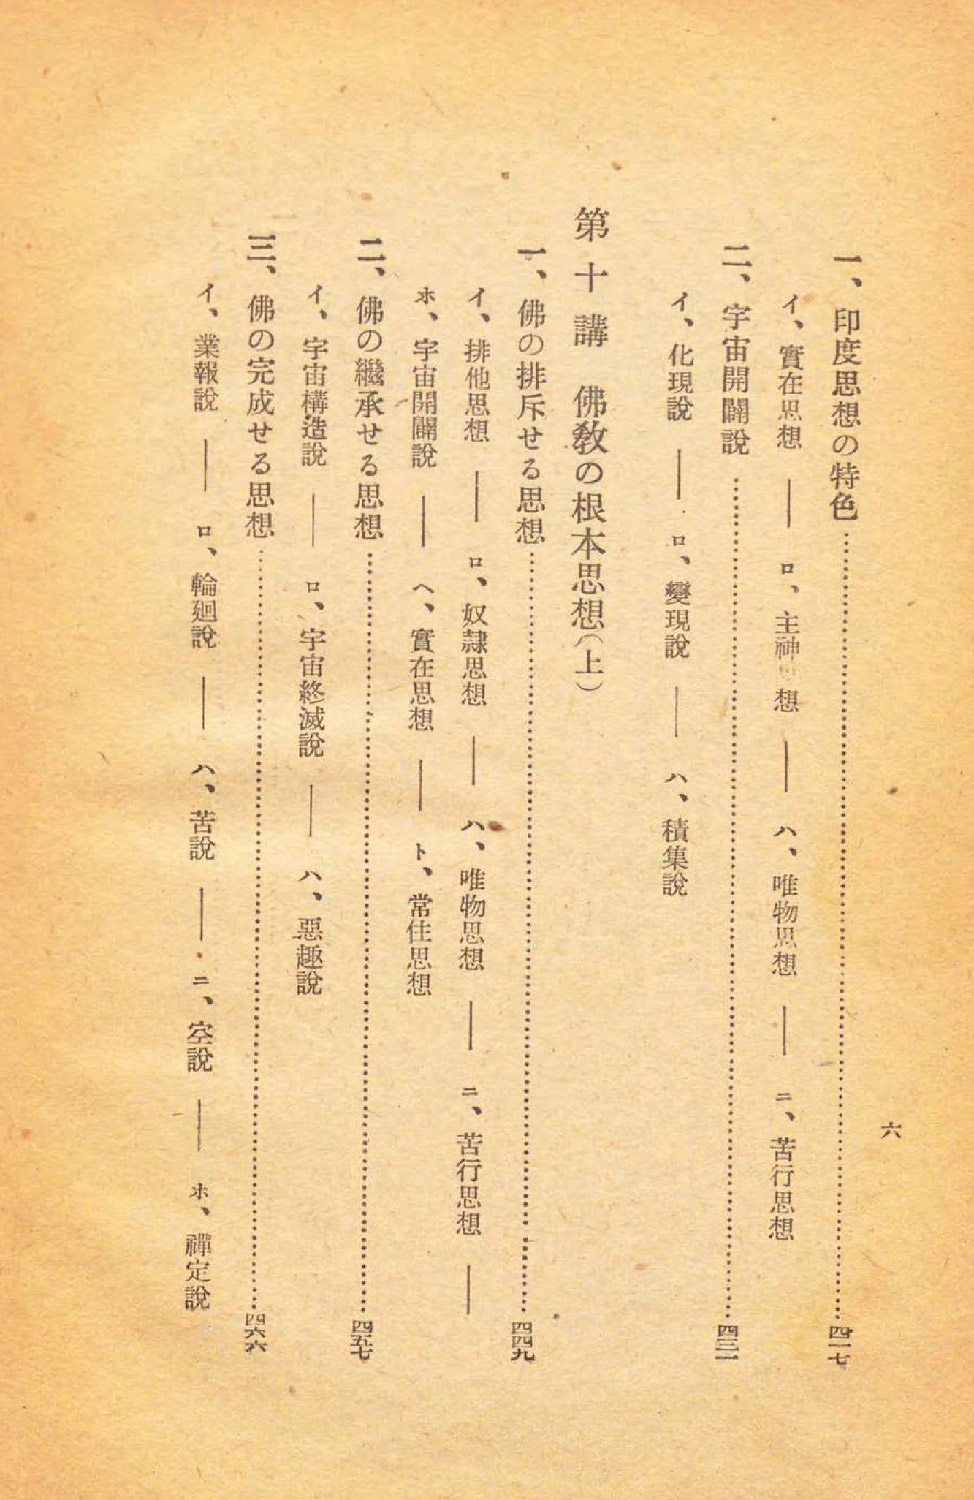 六
一、印度思想の特色……四一七
イ、實在思想――ロ、主神 想――ハ、唯物思想――ニ、苦行思想
二、宇宙開闢說……四三一
イ、化現說――ロ、變現說――ハ、積集說
第十講　佛敎の根本思想（上）
一、佛の排斥せる思想……四四九
イ、排他思想――ロ、奴隷思想――ハ、唯物思想――ニ、苦行思想――
ホ、宇宙開闢說――ヘ、實在思想――ト、常住思想
二、佛の繼承せる思想……四五七
イ、宇宙構造說――ロ、宇宙終滅說――ハ、惡趣說
三、佛の完成せる思想……四六六
イ、業報說――ロ、輪廻說――ハ、苦說――ニ、空說――ホ、禪定說